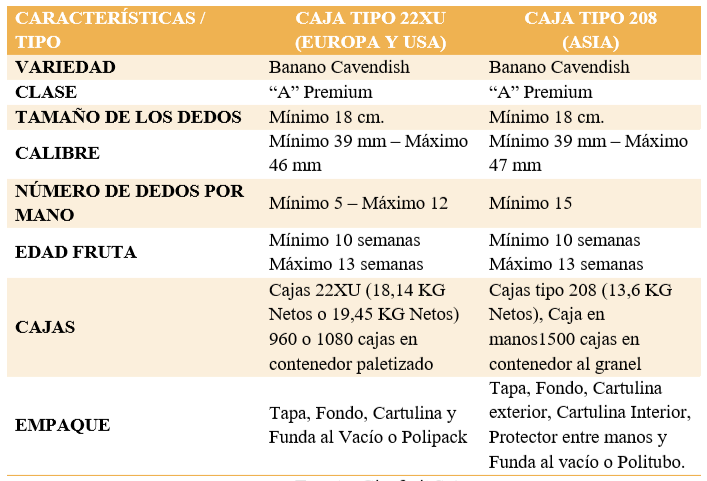 CARACTERÍSTICAS / TIPO
CAJA TIPO 22XU (EUROPA Y USA)
CAJA TIPO 208 (ASIA)
VARIEDAD
Banano Cavendish
Banano Cavendish
CLASE
“A” Premium
“A” Premium
TAMAÑO DE LOS DEDOS
Mínimo 18 cm.
Mínimo 18 cm.
CALIBRE
Mínimo 39 mm – Máximo
46 mm
Mínimo 39 mm – Máximo
47 mm
NÚMERO DE DEDOS POR
MANO
Mínimo 5 – Máximo 12
Mínimo 15
EDAD FRUTA
Mínimo 10 semanas
Máximo 13 semanas
Mínimo 10 semanas
Máximo 13 semanas
CAJAS
Cajas 22XU (18,14 KG
Netos o 19,45 KG Netos)
960 o 1080 cajas en
contenedor paletizado
Cajas tipo 208 (13,6 KG
Netos), Caja en
manos1500 cajas en
contenedor al granel
EMPAQUE
Tapa, Fondo, Cartulina y
Funda al Vacío o Polipack
Tapa, Fondo, Cartulina
exterior, Cartulina Interior,
Protector entre manos y
Funda al vacío o Politubo.